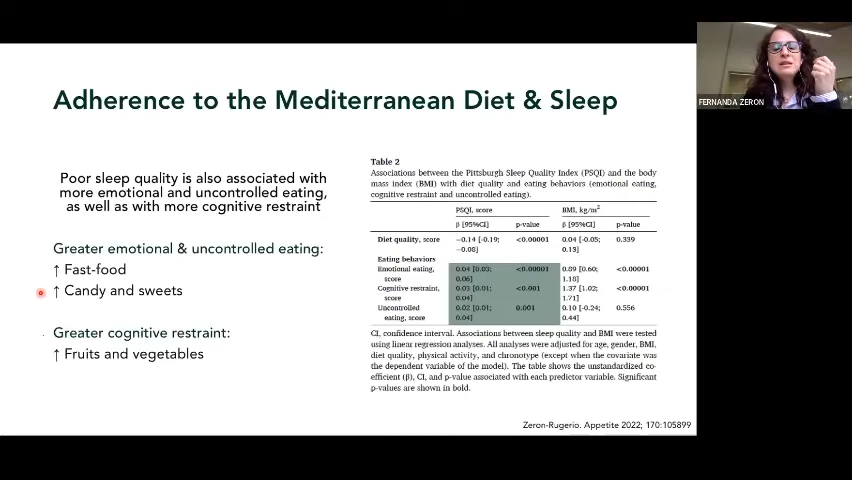 Adherence to the Mediterranean Diet & Sleep
FERNANDA ZERON
Poor sleep quality is also associated with
more emotional and uncontrolled eating,
as well as with more cognitive restraint
Greater emotional & uncontrolled eating:
↑ Fast-food
↑ Candy and sweets
Greater cognitive restraint:
↑ Fruits and vegetables
Table 2
Associations between the Pittsburgh Sleep Quality Index (PSQI) and the body
mass index (BMI) with diet quality and eating behaviors (emotional eating,
cognitive restraint and uncontrolled eating).
PSQI, score BMI, kg/m²
β [95%CI] p-value β [95%CI] p-value
Diet quality, score −0.14 [-0.19; <0.00001 0.04 [-0.05; 0.339
−0.08] 0.13]
Eating behaviors
Emotional eating, 0.04 [0.03; <0.00001 0.89 [0.60; <0.00001
score 0.06] 1.18]
Cognitive restraint, 0.03 [0.01; <0.001 1.37 [1.02; <0.00001
score 0.04] 1.71]
Uncontrolled 0.02 [0.01; 0.001 0.10 [-0.24; 0.556
eating, score 0.04] 0.44]
CI, confidence interval. Associations between sleep quality and BMI were tested
using linear regression analyses. All analyses were adjusted for age, gender, BMI,
diet quality, physical activity, and chronotype (except when the covariate was
the dependent variable of the model). The table shows the unstandardized co-
efficient (β), CI, and p-value associated with each predictor variable. Significant
p-values are shown in bold.
Zeron-Rugerio. Appetite 2022; 170:105899